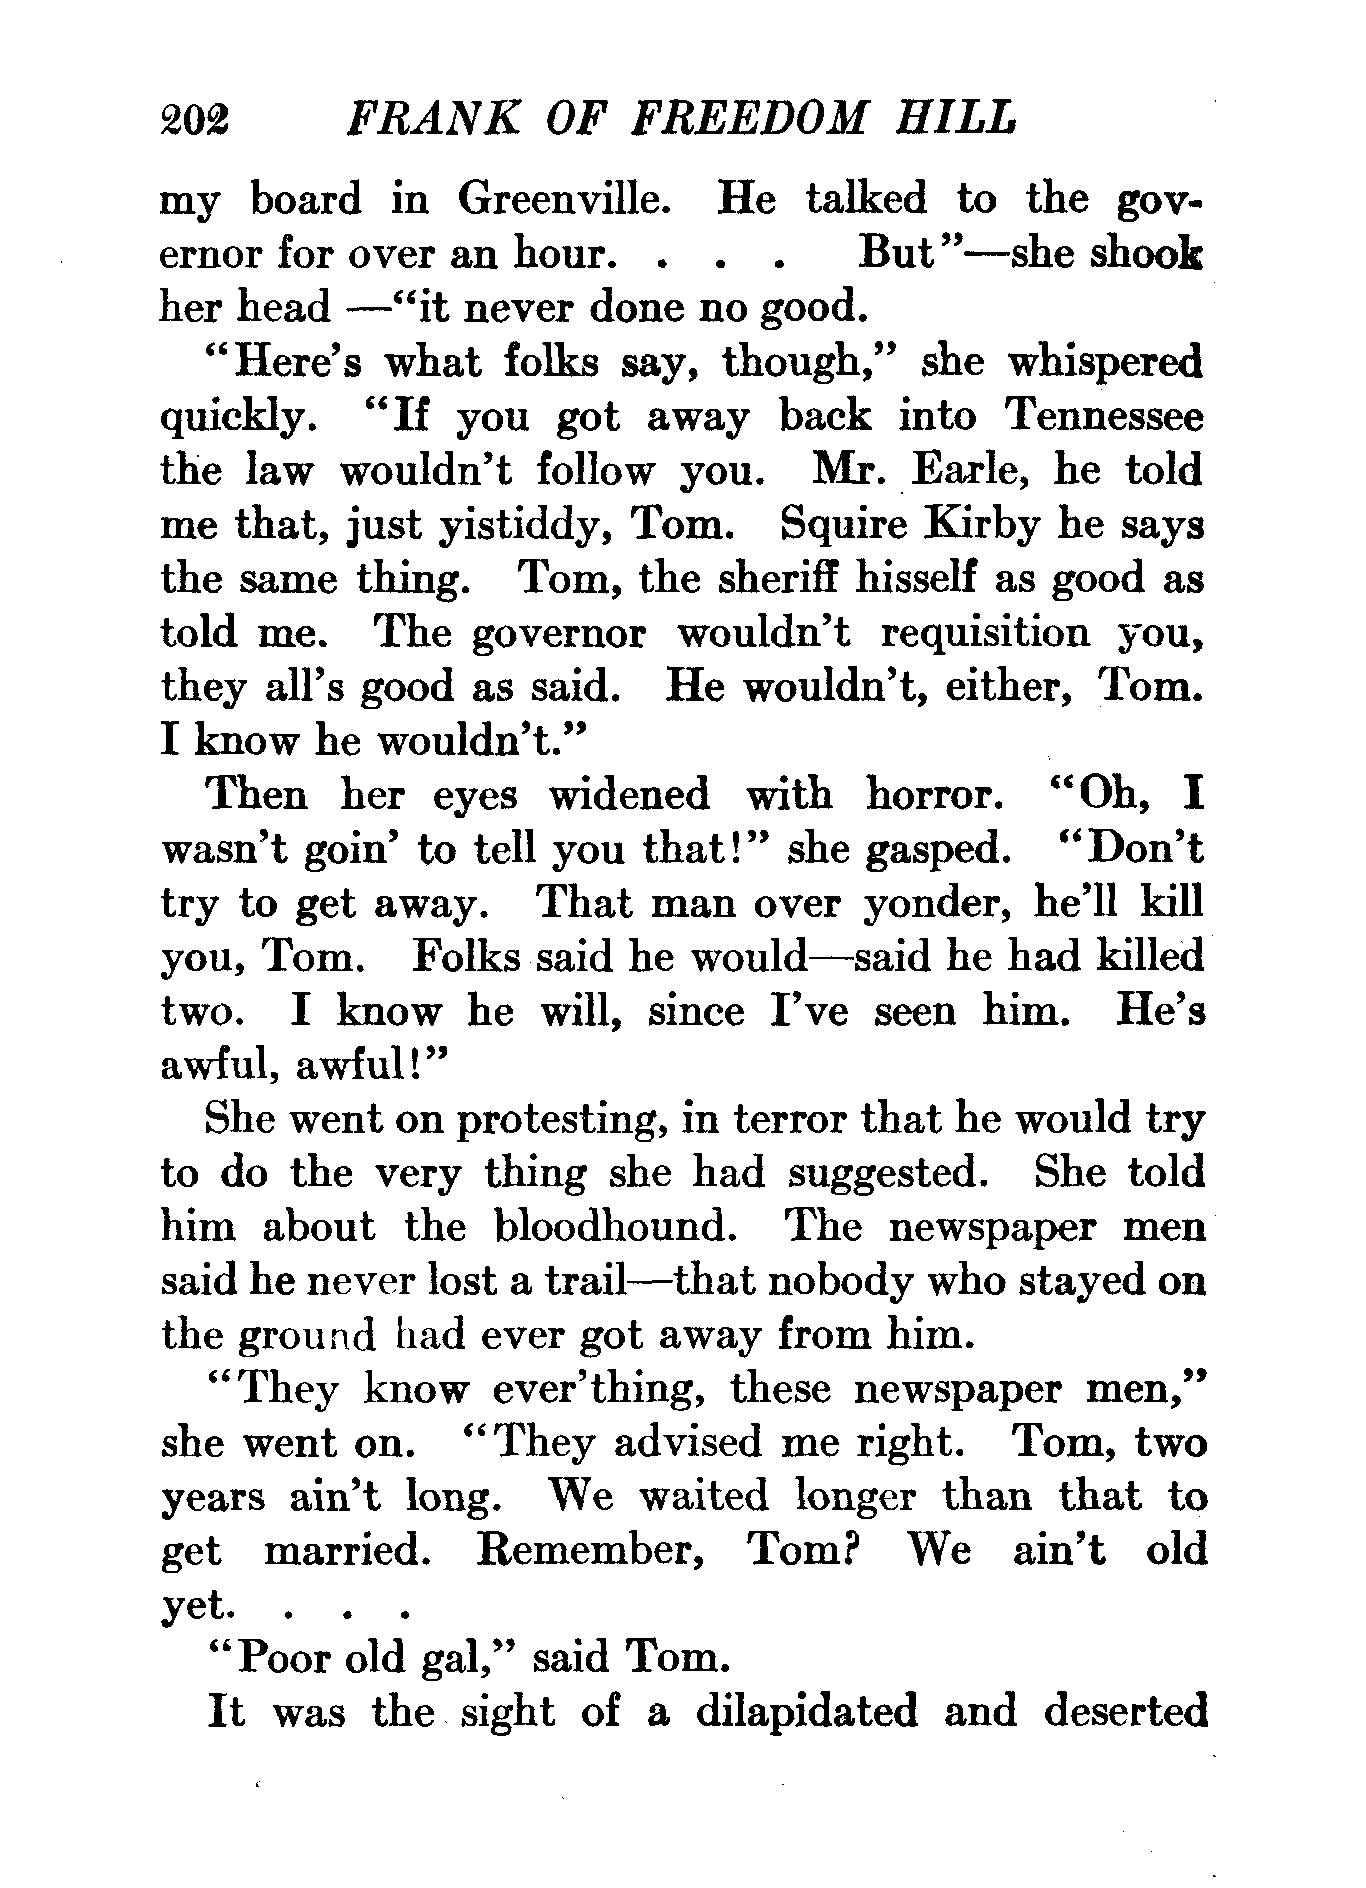 202 FRANK OF FREEDOM HILL
my board in Greenville. He talked to the gov-
ernor for over an hour. . . . But"—she shook
her head —"it never done no good.
"Here's what folks say, though," she whispered
quickly. "If you got away back into Tennessee
the law wouldn't follow you. Mr. Earle, he told
me that, just yistiddy, Tom. Squire Kirby he says
the same thing. Tom, the sheriff hisself as good as
told me. The governor wouldn't requisition you,
they all's good as said. He wouldn't, either, Tom.
I know he wouldn't."
Then her eyes widened with horror. "Oh, I
wasn't goin' to tell you that!" she gasped. "Don't
try to get away. That man over yonder, he'll kill
you, Tom. Folks said he would—said he had killed
two. I know he will, since I've seen him. He's
awful, awful!"
She went on protesting, in terror that he would try
to do the very thing she had suggested. She told
him about the bloodhound. The newspaper men
said he never lost a trail—that nobody who stayed on
the ground had ever got away from him.
"They know ever'thing, these newspaper men,"
she went on. "They advised me right. Tom, two
years ain't long. We waited longer than that to
get married. Remember, Tom? We ain't old
yet. . . .
"Poor old gal," said Tom.
It was the sight of a dilapidated and deserted